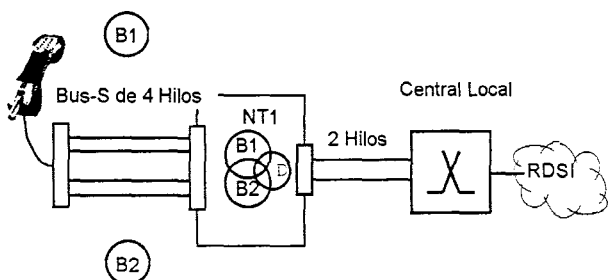 B1
Bus-S de 4 Hilos
Central Local
NT1
2 Hilos
B1
D
B2
RDSI
B2